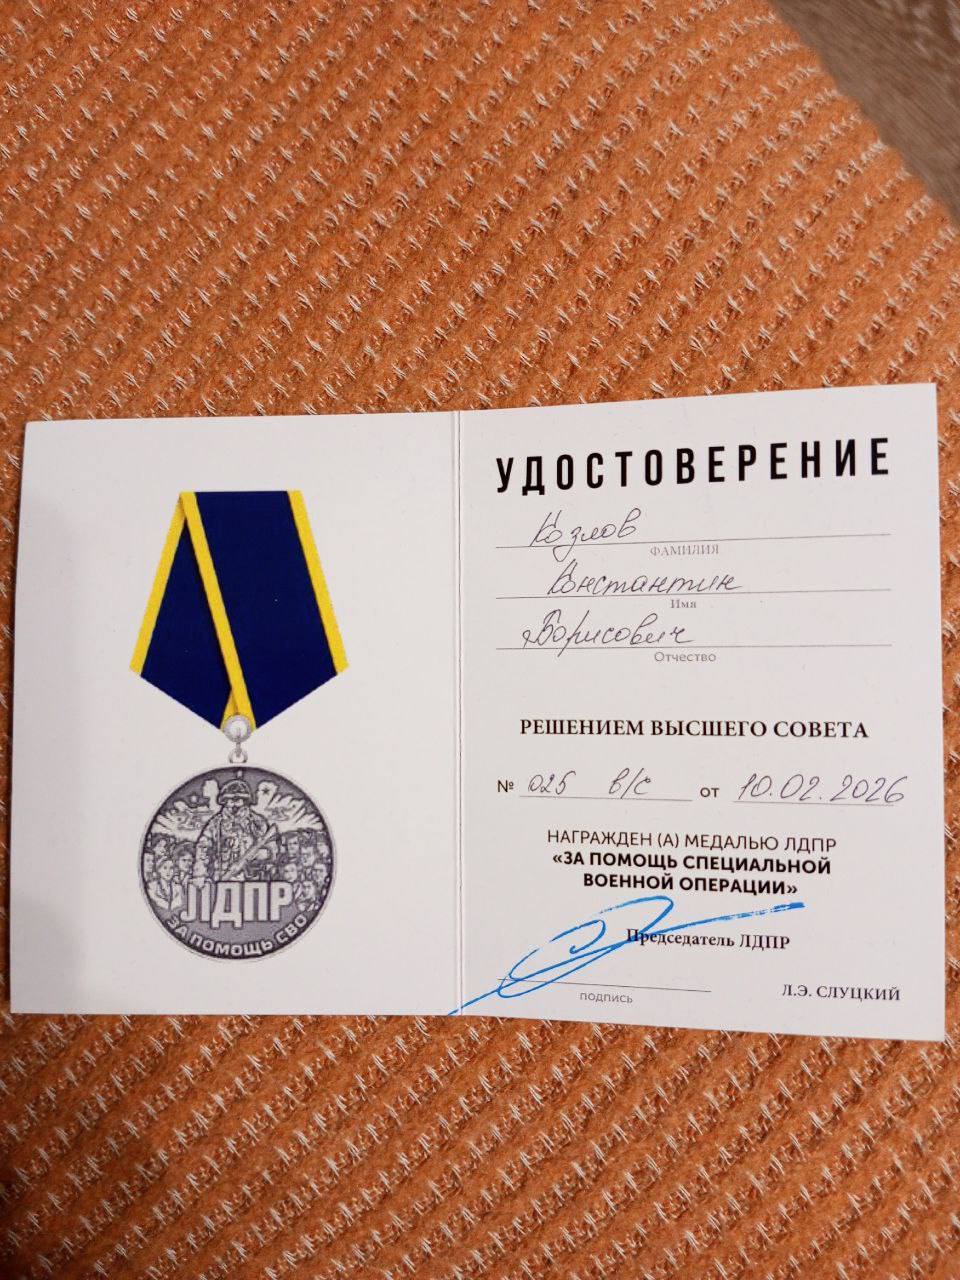 ЛДПР
ЗА ПОМОЩЬ СВО
УДОСТОВЕРЕНИЕ
Козлов
ФАМИЛИЯ
Константин
Имя
Борисович
Отчество
РЕШЕНИЕМ ВЫСШЕГО СОВЕТА
№ 025 в/с от 10.02.2026
НАГРАЖДЕН (А) МЕДАЛЬЮ ЛДПР
«ЗА ПОМОЩЬ СПЕЦИАЛЬНОЙ
ВОЕННОЙ ОПЕРАЦИИ»
Председатель ЛДПР
подпись
Л.Э. СЛУЦКИЙ